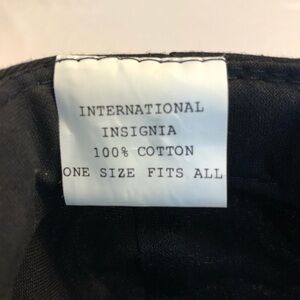 INTERNATIONAL
INSIGNIA
100% COTTON
ONE SIZE FITS ALL